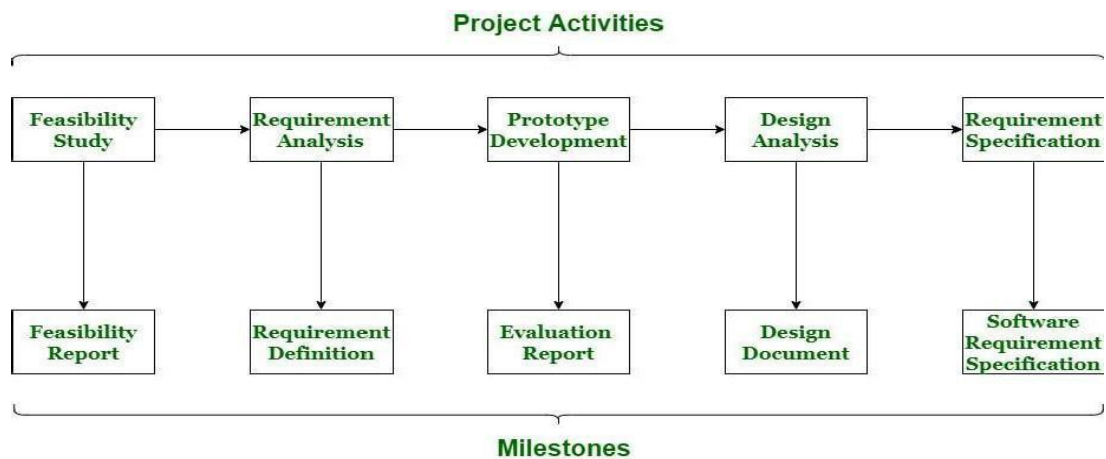 Project Activities
Feasibility
Study
Requirement
Analysis
Prototype
Development
Design
Analysis
Requirement
Specification
Feasibility
Report
Requirement
Definition
Evaluation
Report
Design
Document
Software
Requirement
Specification
Milestones